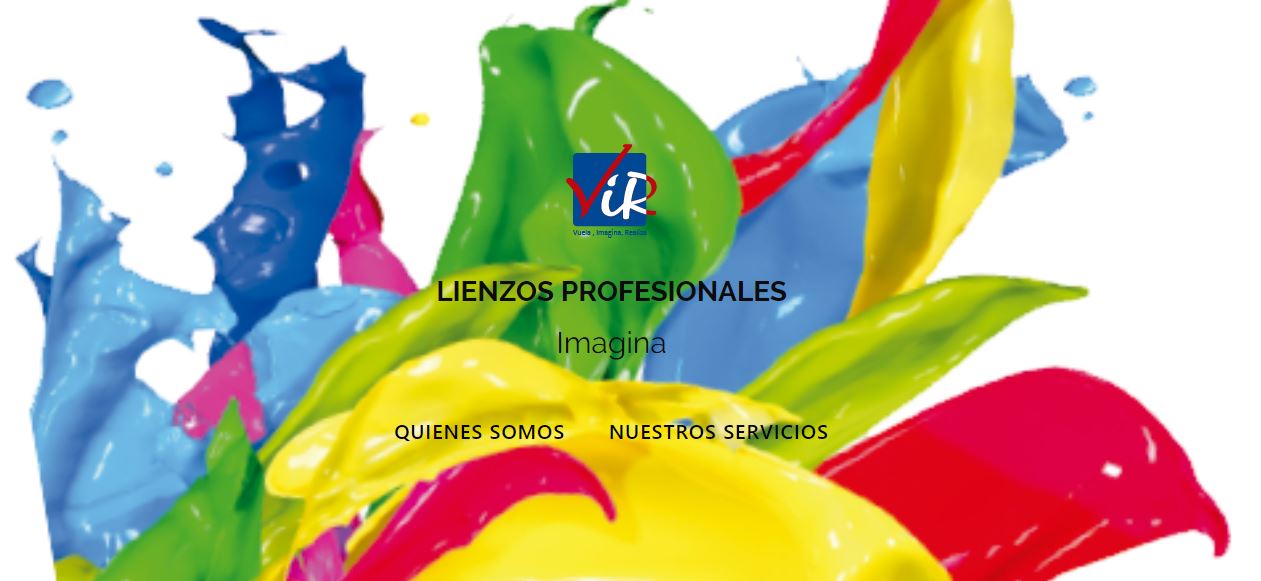 ViR
Vuela, Imagina, Realiza
LIENZOS PROFESIONALES
Imagina
QUIENES SOMOS NUESTROS SERVICIOS